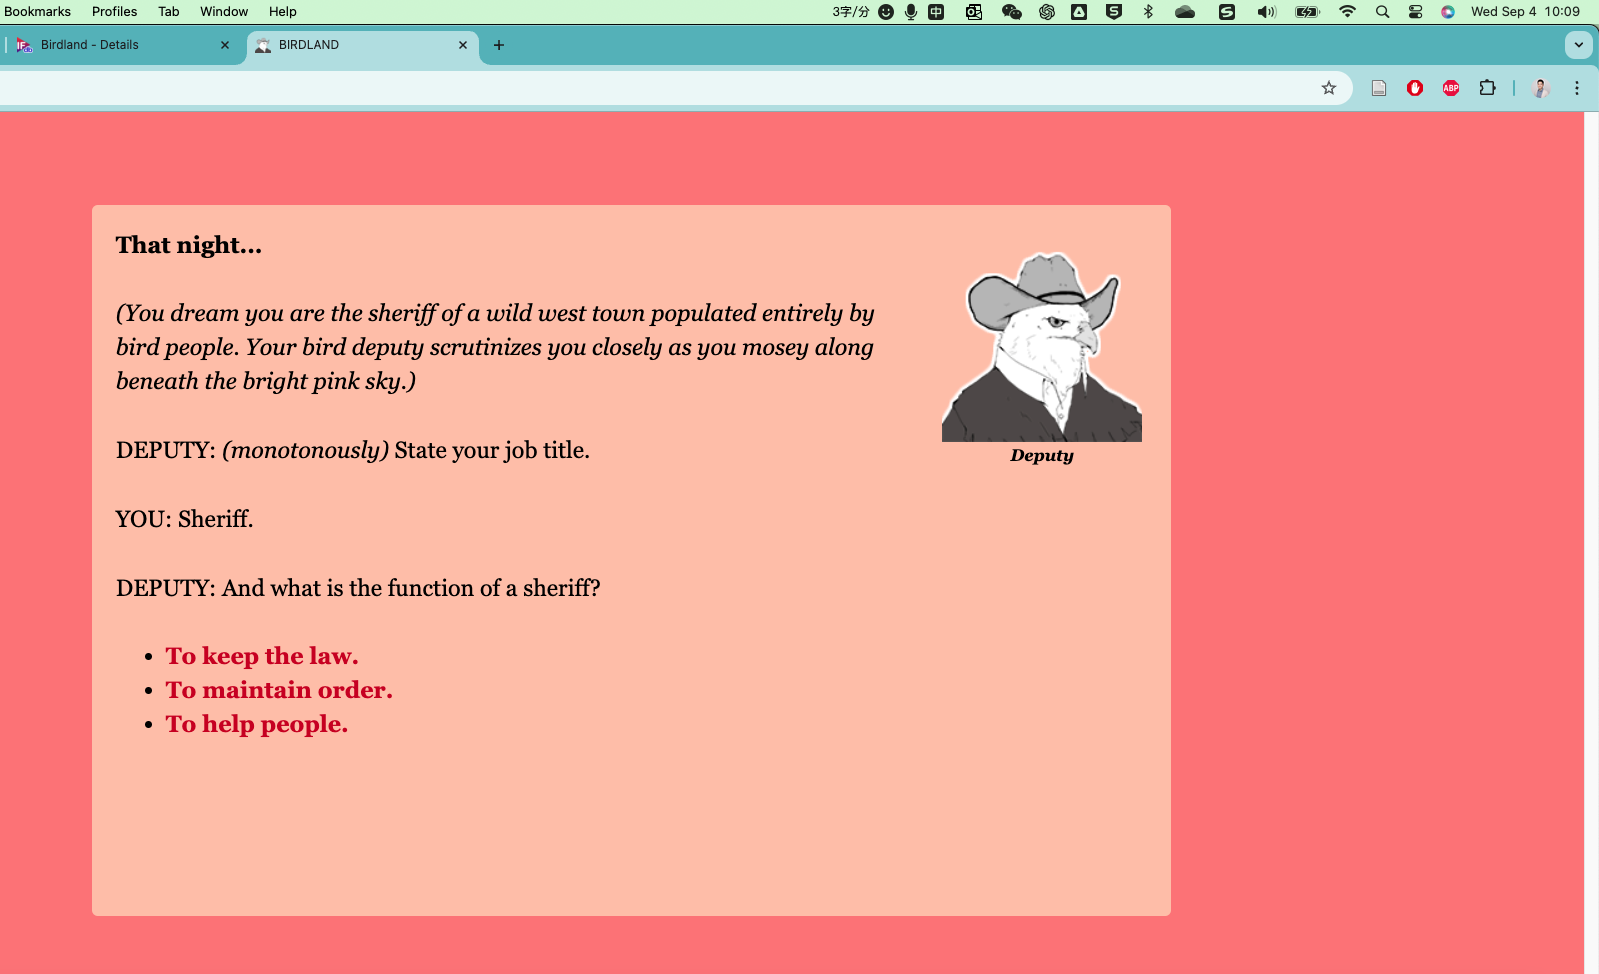 Bookmarks Profiles Tab Window Help 3字/分 中 Wed Sep 4 10:09
Birdland - Details BIRDLAND
ABP
That night...
(You dream you are the sheriff of a wild west town populated entirely by
bird people. Your bird deputy scrutinizes you closely as you mosey along
beneath the bright pink sky.)
Deputy
DEPUTY: (monotonously) State your job title.
YOU: Sheriff.
DEPUTY: And what is the function of a sheriff?
• To keep the law.
• To maintain order.
• To help people.